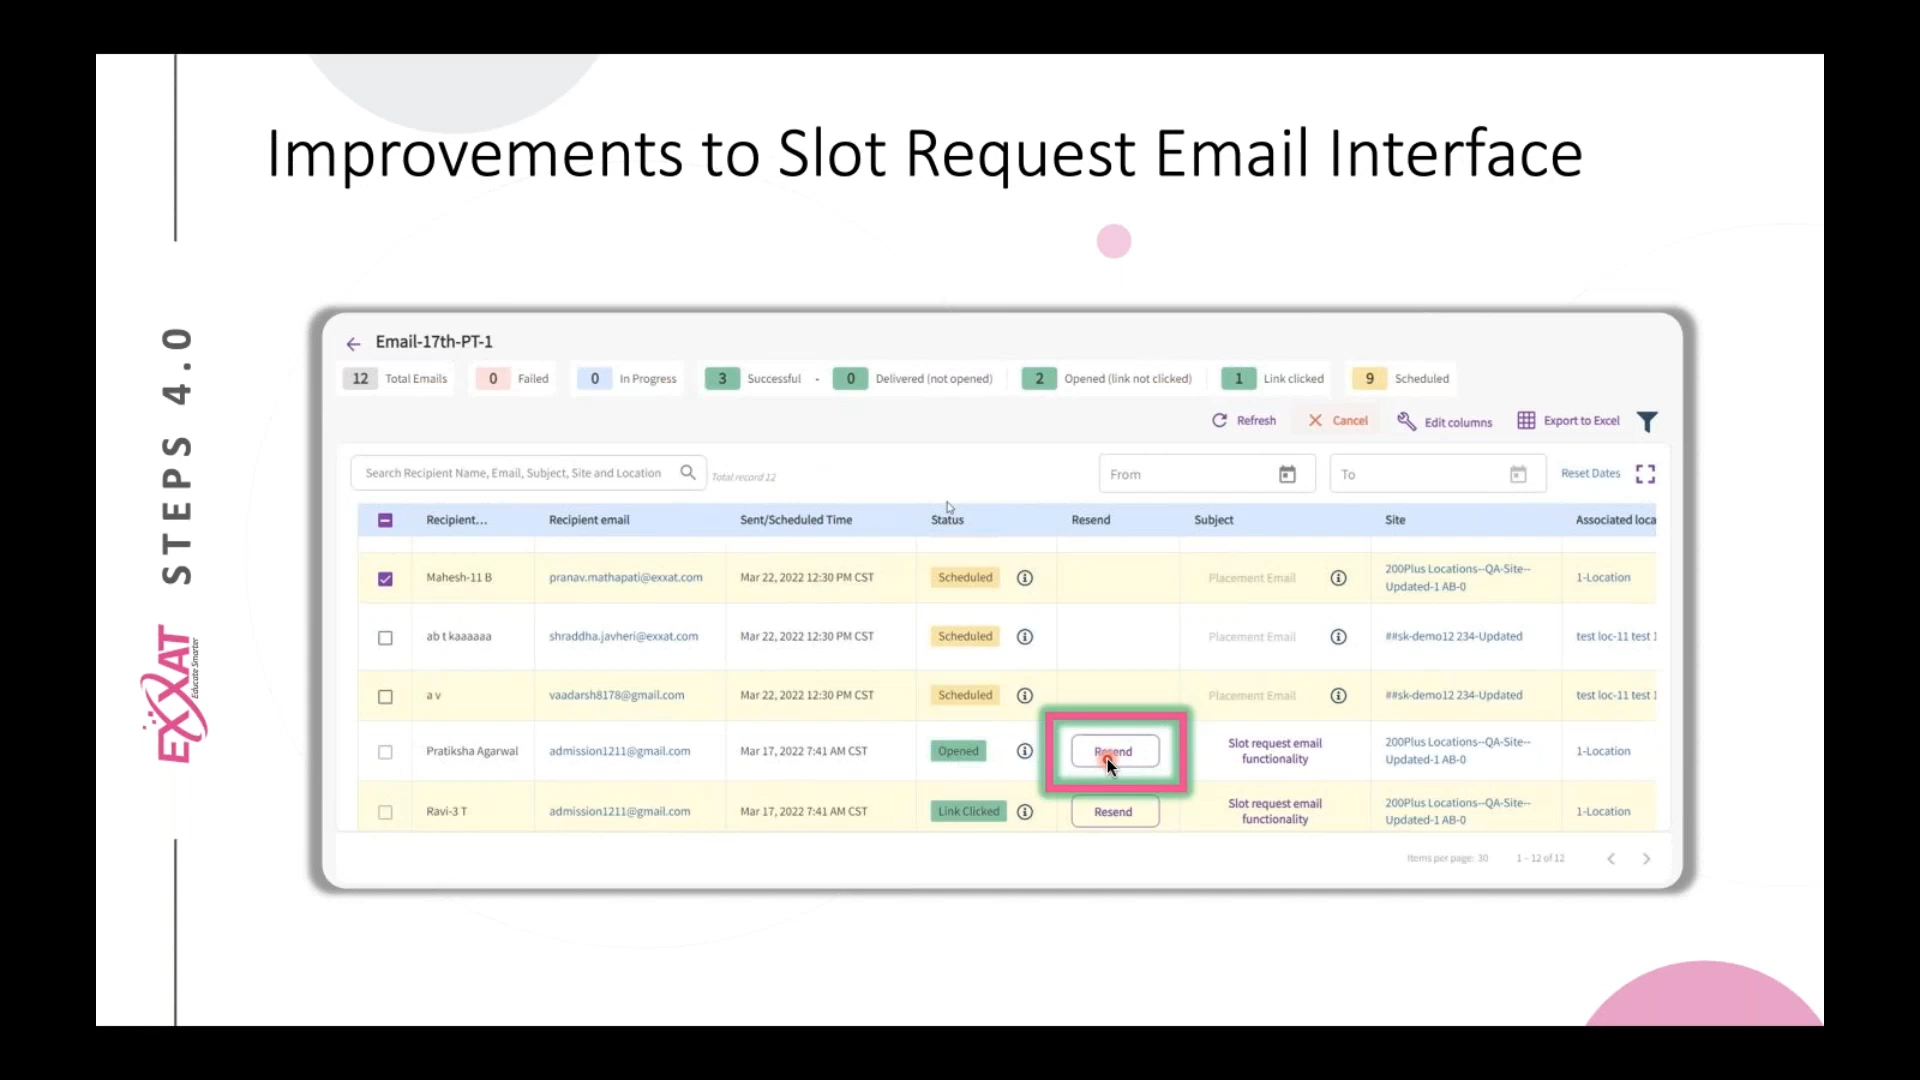 Improvements to Slot Request Email Interface
STEPS 4.0
EXXAT
Educate Smarter
Email-17th-PT-1
12 Total Emails 0 Failed 0 In Progress 3 Successful - 0 Delivered (not opened) 2 Opened (link not clicked) 1 Link clicked 9 Scheduled
Refresh Cancel Edit columns Export to Excel
Search Recipient Name, Email, Subject, Site and Location Total record 12 From To Reset Dates
Recipient... Recipient email Sent/Scheduled Time Status Resend Subject Site Associated loca
Mahesh-11 B pranav.mathapati@exxat.com Mar 22, 2022 12:30 PM CST Scheduled Placement Email 200Plus Locations--QA-Site--
Updated-1 AB-0 1-Location
ab t kaaaaaa shraddha.javheri@exxat.com Mar 22, 2022 12:30 PM CST Scheduled Placement Email ##sk-demo12 234-Updated test loc-11 test 1
a v vaadarsh8178@gmail.com Mar 22, 2022 12:30 PM CST Scheduled Placement Email ##sk-demo12 234-Updated test loc-11 test 1
Pratiksha Agarwal admission1211@gmail.com Mar 17, 2022 7:41 AM CST Opened Resend Slot request email
functionality 200Plus Locations--QA-Site--
Updated-1 AB-0 1-Location
Ravi-3 T admission1211@gmail.com Mar 17, 2022 7:41 AM CST Link Clicked Resend Slot request email
functionality 200Plus Locations--QA-Site--
Updated-1 AB-0 1-Location
Items per page: 30 1 - 12 of 12